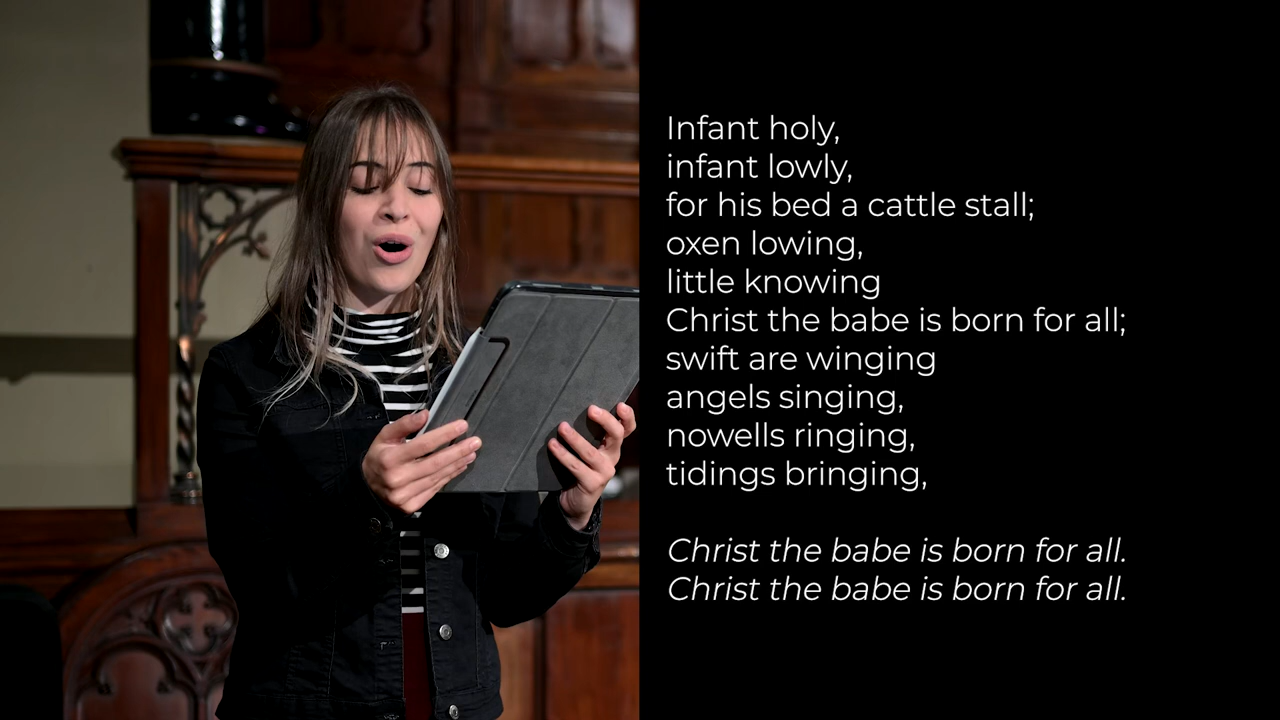 Infant holy,
infant lowly,
for his bed a cattle stall;
oxen lowing,
little knowing
Christ the babe is born for all;
swift are winging
angels singing,
nowells ringing,
tidings bringing,
Christ the babe is born for all.
Christ the babe is born for all.